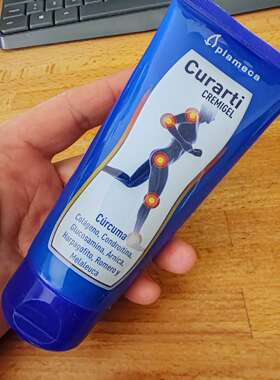 plameca
Curarti
CREMIGEL
Cúrcuma
Colágeno, Condroitina,
Glucosamina, Árnica,
Harpagofito, Romero y
Melaleuca